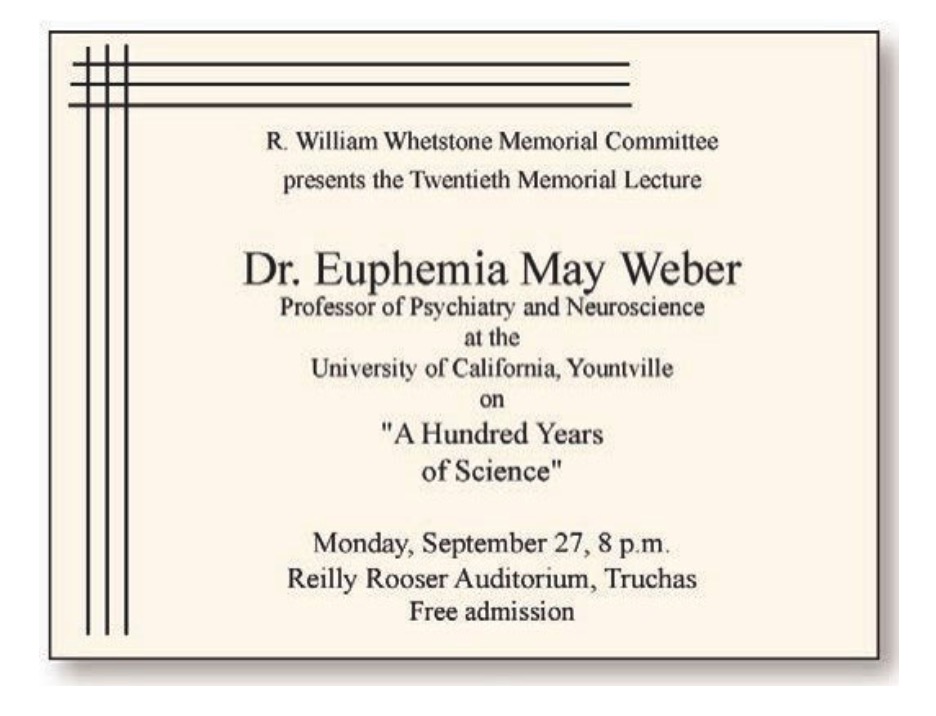 R. William Whetstone Memorial Committee
presents the Twentieth Memorial Lecture
Dr. Euphemia May Weber
Professor of Psychiatry and Neuroscience
at the
University of California, Yountville
on
"A Hundred Years
of Science"
Monday, September 27, 8 p.m.
Reilly Rooser Auditorium, Truchas
Free admission